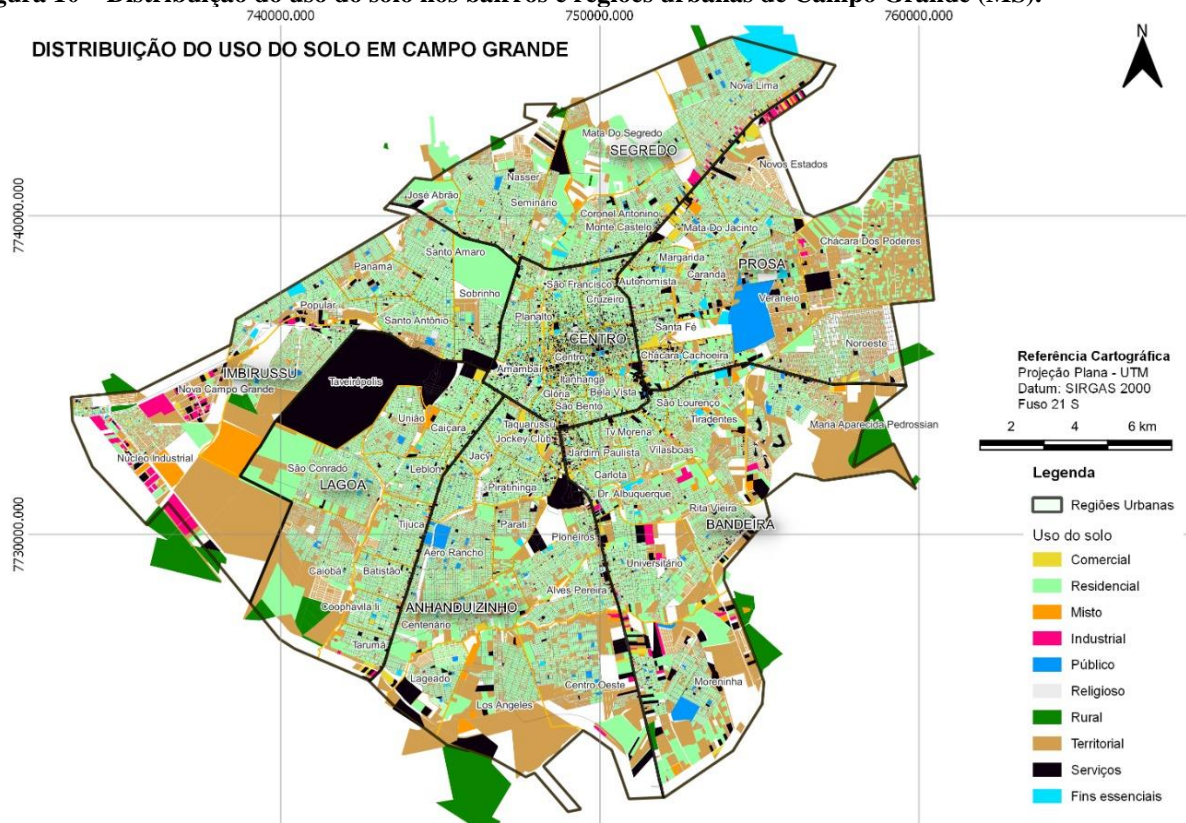 gura 10 – Distribuição do uso do solo nos bairros e regiões urbanas de Campo Grande (MS).
740000.000
750000.000
760000.000
DISTRIBUIÇÃO DO USO DO SOLO EM CAMPO GRANDE
N
7740000.000
7730000.000
Nova Lima
Mata Do Segredo
SEGREDO
Novos Estados
Nasser
José Abrão
Seminário
Coronel Antonino
Monte Castelo
Mata Do Jacinto
Chácara Dos Poderes
Santo Amaro
Panamá
Margarida
PROSA
Carandá
São Francisco
Autonomista
Sobrinho
Cruzeiro
Veraneio
Popular
Santo Antônio
Planalto
Santa Fé
CENTRO
Noroeste
Centro
Chácara Cachoeira
IMBIRUSSU
Taveirópolis
Amambaí
Itanhangá
Nova Campo Grande
Glória
Bela Vista
São Bento
São Lourenço
União
Caiçara
Taquarussu
Tiradentes
Maria Aparecida Pedrossian
Jockey Club
Tv Morena
Núcleo Industrial
Jacy
Jardim Paulista
Vilasboas
São Conrado
Leblon
LAGOA
Piratininga
Carlota
Dr. Albuquerque
Rita Vieira
Tijuca
Parati
BANDEIRA
Pioneiros
Aero Rancho
Universitário
Caiobá
Batistão
Alves Pereira
Coophavila Ii
ANHANDUIZINHO
Centenário
Tarumã
Lageado
Centro Oeste
Moreninha
Los Angeles
Referência Cartográfica
Projeção Plana - UTM
Datum: SIRGAS 2000
Fuso 21 S
2 4 6 km
Legenda
Regiões Urbanas
Uso do solo
Comercial
Residencial
Misto
Industrial
Público
Religioso
Rural
Territorial
Serviços
Fins essenciais